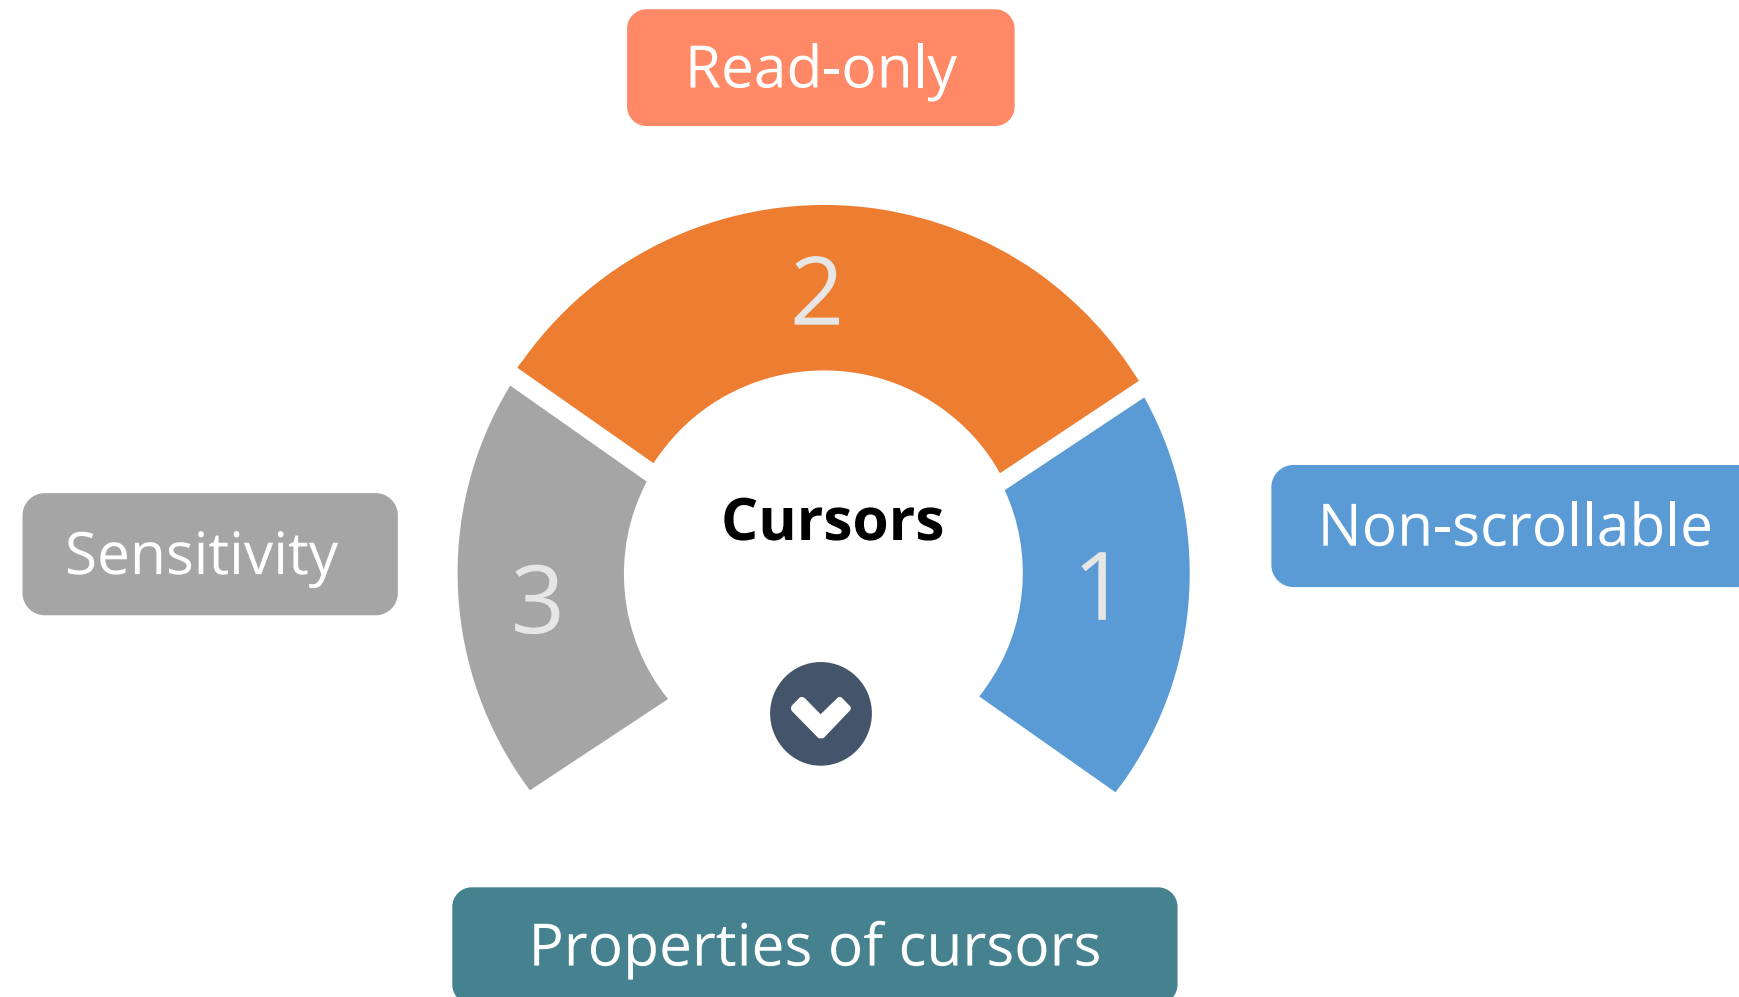 Read-only
2
Cursors
Sensitivity
3
1
Non-scrollable
Properties of cursors